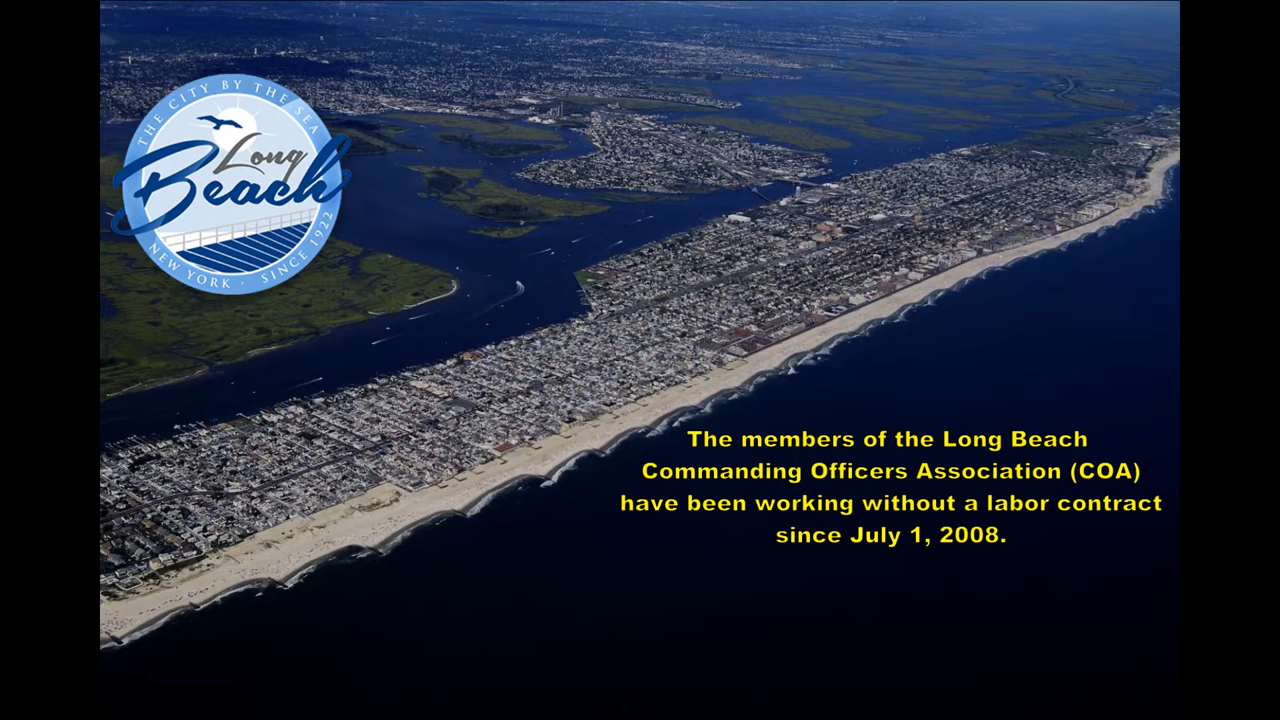 THE CITY BY THE SEA
Long
Beach
NEW YORK · SINCE 1922
The members of the Long Beach
Commanding Officers Association (COA)
have been working without a labor contract
since July 1, 2008.